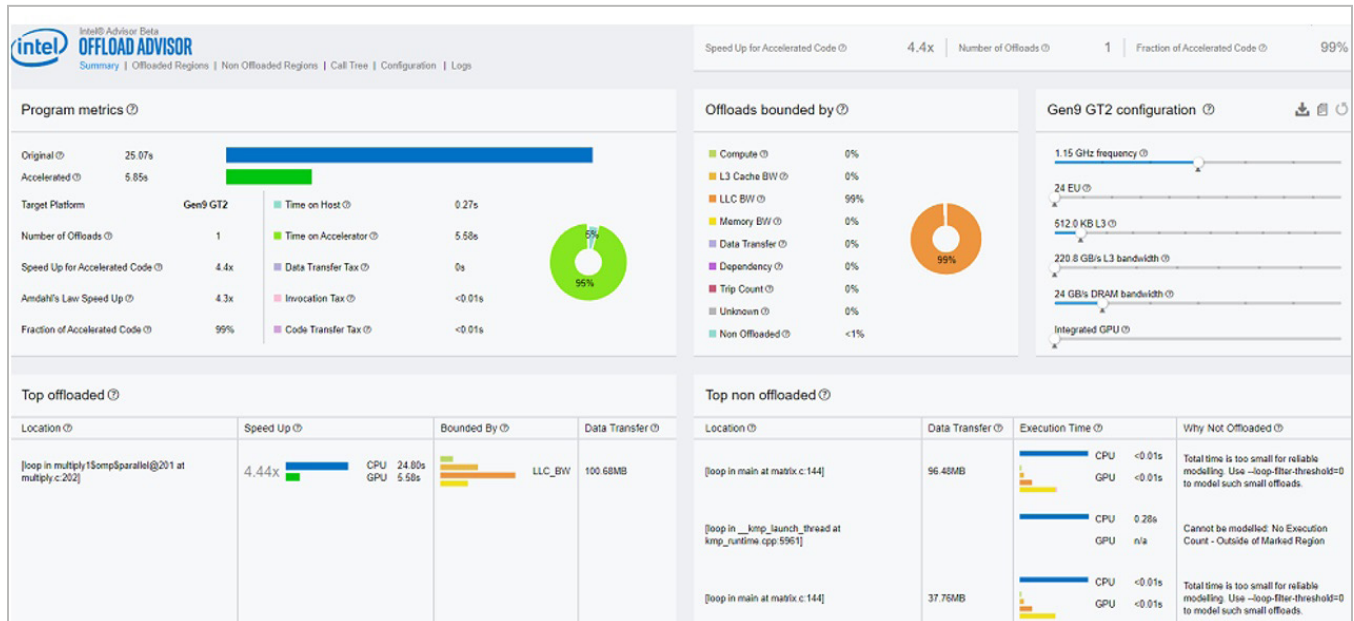 intel
Intel® Advisor Beta
OFFLOAD ADVISOR
Summary | Offloaded Regions | Non Offloaded Regions | Call Tree | Configuration | Logs
Speed Up for Accelerated Code 4.4x Number of Offloads 1 Fraction of Accelerated Code 99%
Program metrics
Original 25.07s
Accelerated 5.85s
Target Platform Gen9 GT2
Number of Offloads 1
Speed Up for Accelerated Code 4.4x
Amdahl's Law Speed Up 4.3x
Fraction of Accelerated Code 99%
Time on Host 0.27s
Time on Accelerator 5.58s
Data Transfer Tax 0s
Invocation Tax <0.01s
Code Transfer Tax <0.01s
5%
95%
Offloads bounded by
Compute 0%
L3 Cache BW 0%
LLC BW 99%
Memory BW 0%
Data Transfer 0%
Dependency 0%
Trip Count 0%
Unknown 0%
Non Offloaded <1%
99%
Gen9 GT2 configuration
1.15 GHz frequency
24 EU
512.0 KB L3
220.8 GB/s L3 bandwidth
24 GB/s DRAM bandwidth
Integrated GPU
Top offloaded
Location Speed Up Bounded By Data Transfer
[loop in multiply1$omp$parallel@201 at
multiply.c:202]
4.44x
CPU 24.80s
GPU 5.58s
LLC_BW 100.68MB
Top non offloaded
Location Data Transfer Execution Time Why Not Offloaded
[loop in main at matrix.c:144] 96.48MB
CPU <0.01s
GPU <0.01s
Total time is too small for reliable
modelling. Use --loop-filter-threshold=0
to model such small offloads.
[loop in __kmp_launch_thread at
kmp_runtime.cpp:5961]
CPU 0.28s
GPU n/a
Cannot be modelled: No Execution
Count - Outside of Marked Region
[loop in main at matrix.c:144] 37.76MB
CPU <0.01s
GPU <0.01s
Total time is too small for reliable
modelling. Use --loop-filter-threshold=0
to model such small offloads.